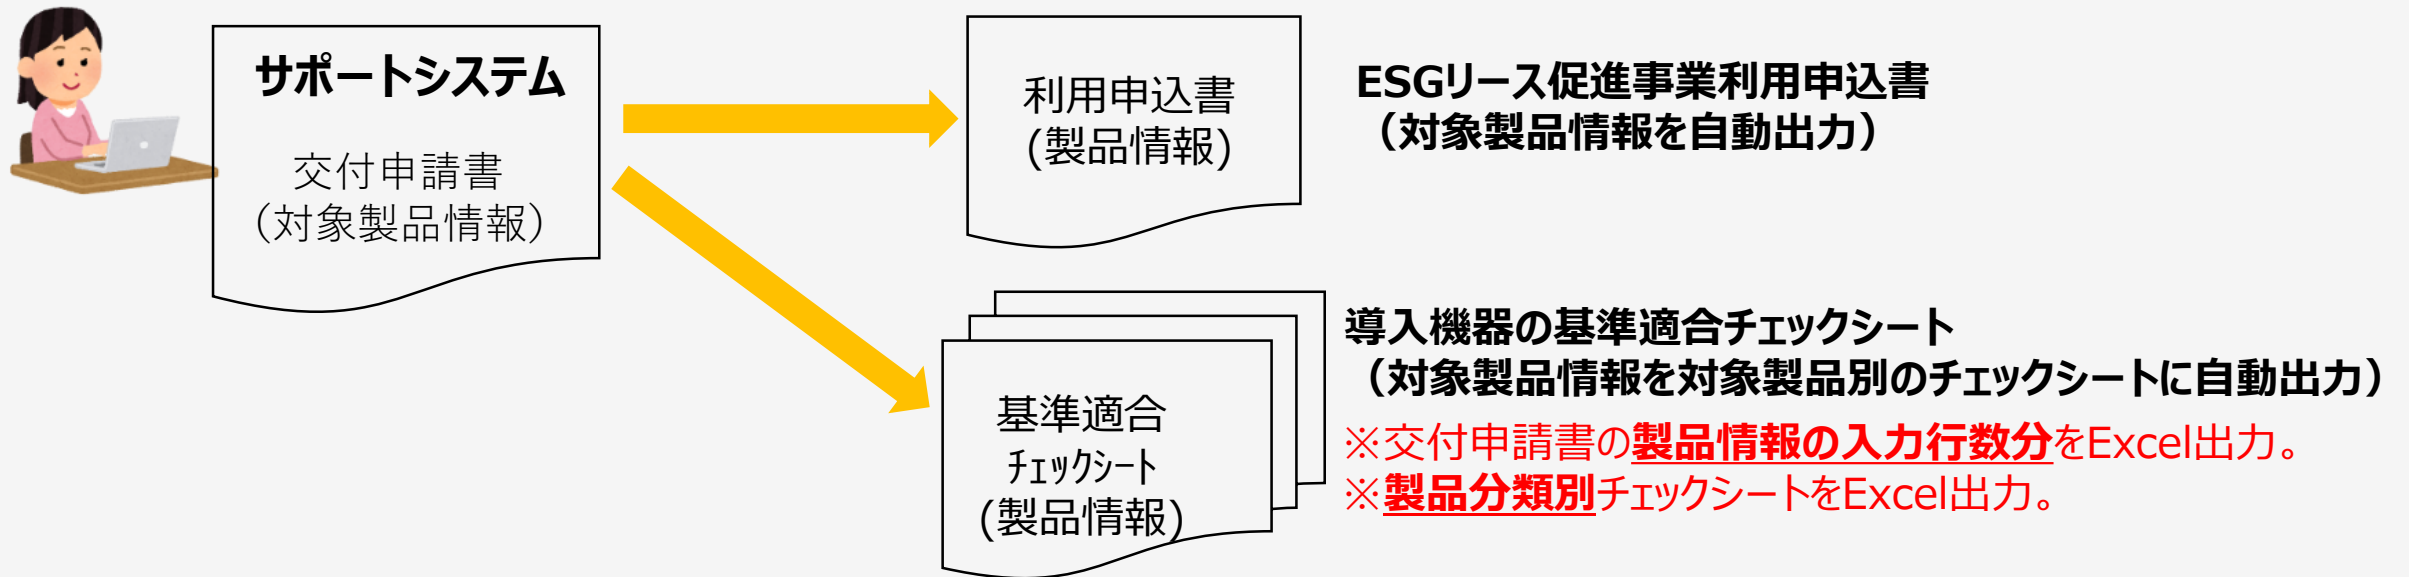 サポートシステム
交付申請書
（対象製品情報）
利用申込書
(製品情報)
ESGリース促進事業利用申込書
（対象製品情報を自動出力）
基準適合
ﾁｪｯｸｼｰﾄ
(製品情報)
導入機器の基準適合ﾁｪｯｸシート
（対象製品情報を対象製品別のﾁｪｯｸシートに自動出力）
※交付申請書の製品情報の入力行数分をExcel出力。
※製品分類別チェックシートをExcel出力。